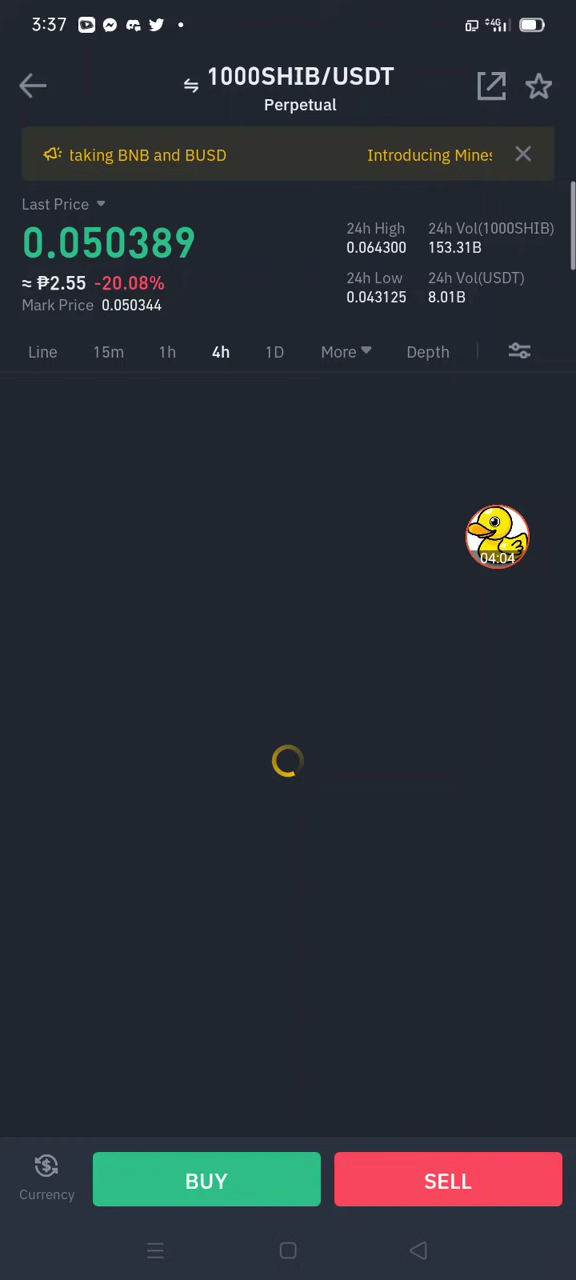 3:37
4G
1000SHIB/USDT
Perpetual
taking BNB and BUSD Introducing Mines
Last Price
0.050389
≈ ₱2.55 -20.08%
Mark Price 0.050344
24h High
0.064300
24h Vol(1000SHIB)
153.31B
24h Low
0.043125
24h Vol(USDT)
8.01B
Line 15m 1h 4h 1D More Depth
04:04
Currency
BUY
SELL